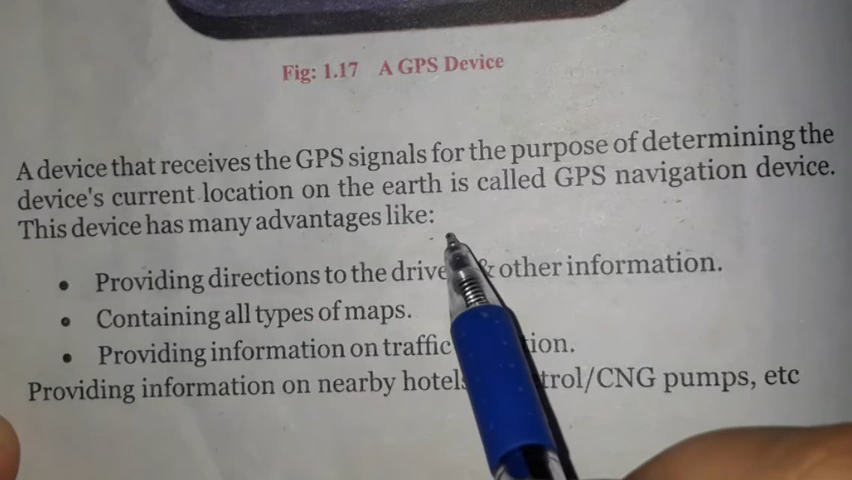 Fig: 1.17 A GPS Device
A device that receives the GPS signals for the purpose of determining the
device's current location on the earth is called GPS navigation device.
This device has many advantages like:
• Providing directions to the drive & other information.
• Containing all types of maps.
• Providing information on traffic
Providing information on nearby hotels /CNG pumps, etc